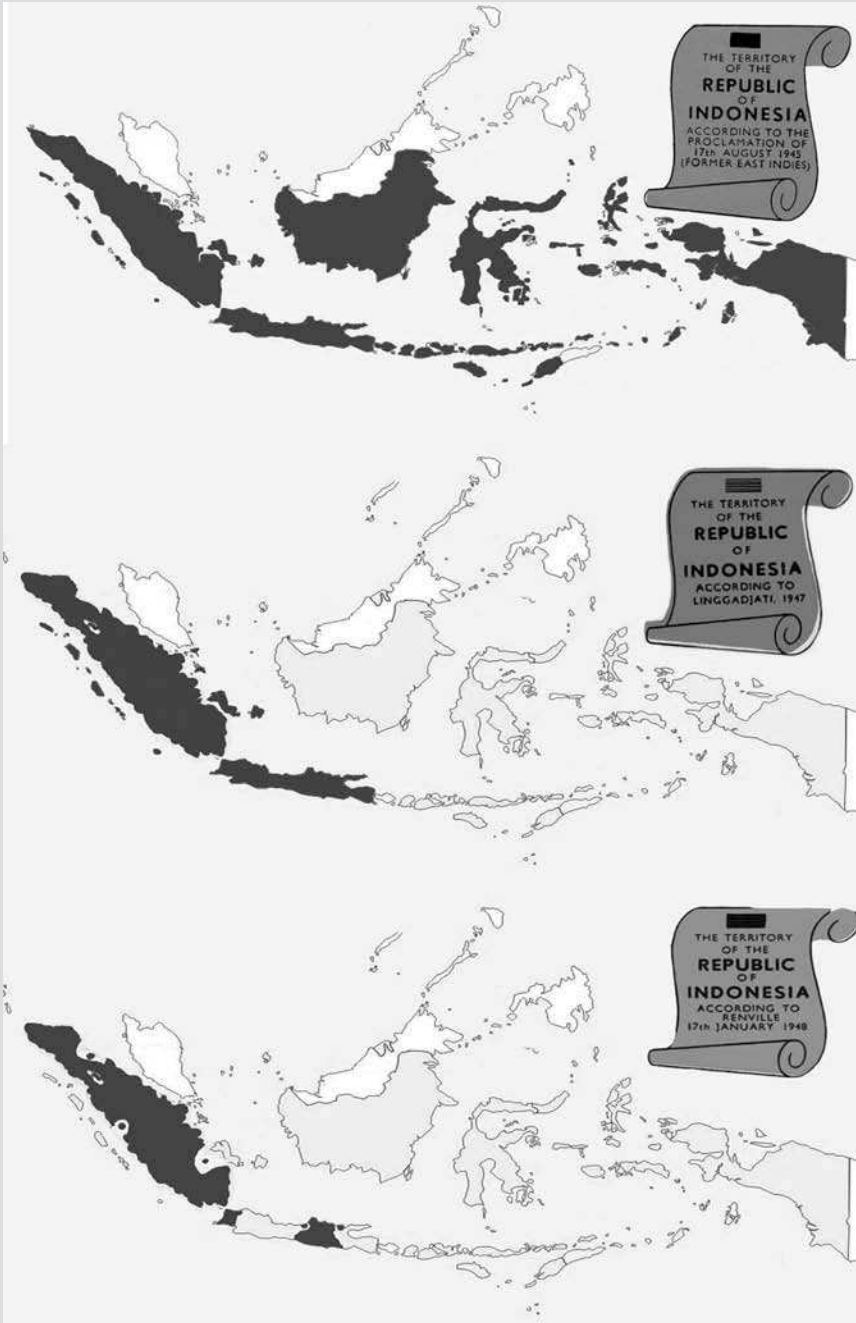 THE TERRITORY
OF THE
REPUBLIC
OF
INDONESIA
ACCORDING TO THE
PROCLAMATION OF
17th AUGUST 1945
(FORMER EAST INDIES)
THE TERRITORY
OF THE
REPUBLIC
OF
INDONESIA
ACCORDING TO
LINGGADJATI, 1947
THE TERRITORY
OF THE
REPUBLIC
OF
INDONESIA
ACCORDING TO
RENVILLE
17th JANUARY 1948